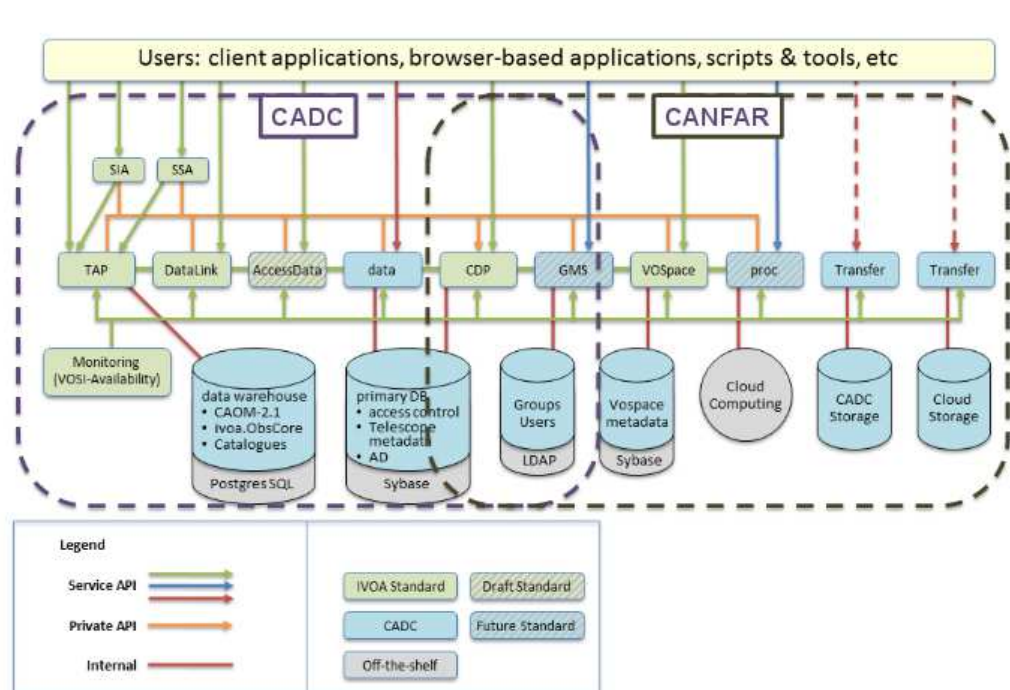 Users: client applications, browser-based applications, scripts & tools, etc
CADC
CANFAR
SIA
SSA
TAP
DataLink
AccessData
data
CDP
GMS
VOSpace
proc
Transfer
Transfer
Monitoring
(VOSI-Availability)
data warehouse
• CAOM-2.1
• ivoa.ObsCore
• Catalogues
Postgres SQL
primary DB
• access control
• Telescope
metadata
• AD
Sybase
Groups
Users
LDAP
Vospace
metadata
Sybase
Cloud
Computing
CADC
Storage
Cloud
Storage
Legend
Service API
Private API
Internal
IVOA Standard
Draft Standard
CADC
Future Standard
Off-the-shelf